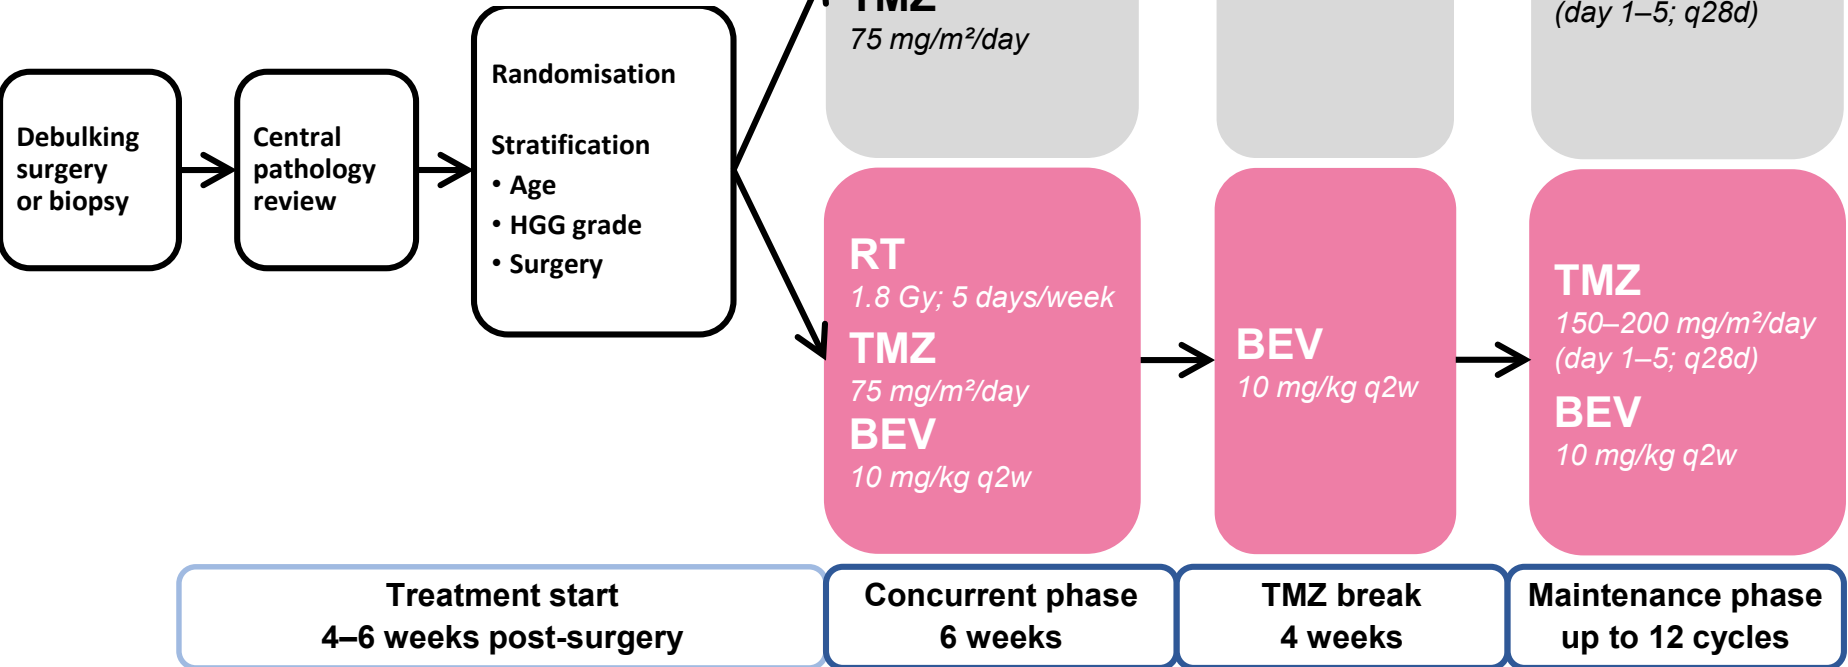 Debulking
surgery
or biopsy
Central
pathology
review
Randomisation
Stratification
• Age
• HGG grade
• Surgery
TMZ
75 mg/m²/day
(day 1–5; q28d)
RT
1.8 Gy; 5 days/week
TMZ
75 mg/m²/day
BEV
10 mg/kg q2w
BEV
10 mg/kg q2w
TMZ
150–200 mg/m²/day
(day 1–5; q28d)
BEV
10 mg/kg q2w
Treatment start
4–6 weeks post-surgery
Concurrent phase
6 weeks
TMZ break
4 weeks
Maintenance phase
up to 12 cycles